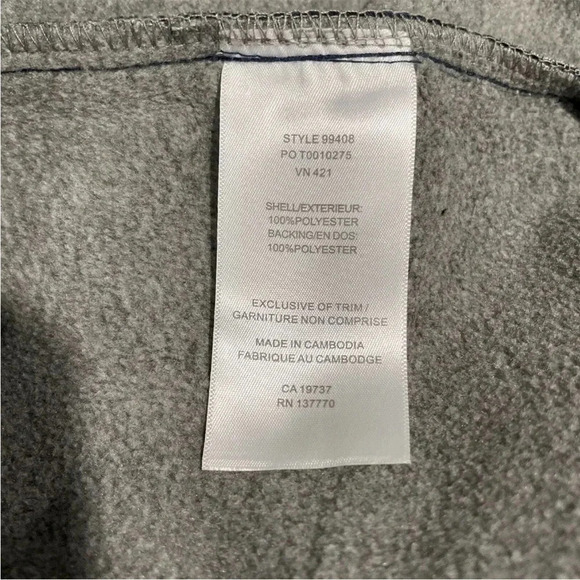 STYLE 99408
PO T0010275
VN 421
SHELL/EXTERIEUR:
100%POLYESTER
BACKING/EN DOS:
100%POLYESTER
EXCLUSIVE OF TRIM /
GARNITURE NON COMPRISE
MADE IN CAMBODIA
FABRIQUE AU CAMBODGE
CA 19737
RN 137770